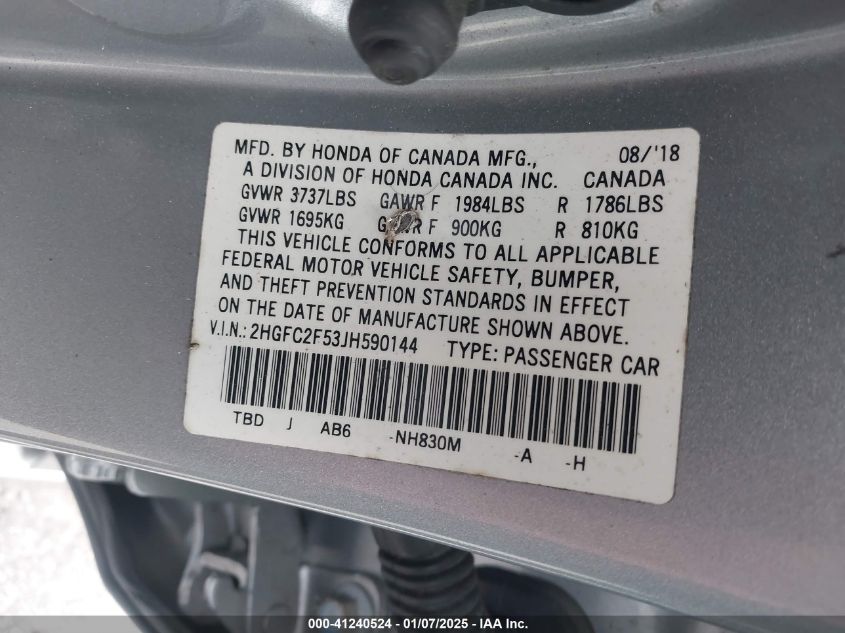 MFD. BY HONDA OF CANADA MFG., 08/'18
A DIVISION OF HONDA CANADA INC. CANADA
GVWR 3737LBS GAWR F 1984LBS R 1786LBS
GVWR 1695KG GAWR F 900KG R 810KG
THIS VEHICLE CONFORMS TO ALL APPLICABLE
FEDERAL MOTOR VEHICLE SAFETY, BUMPER,
AND THEFT PREVENTION STANDARDS IN EFFECT
ON THE DATE OF MANUFACTURE SHOWN ABOVE.
V.I.N.: 2HGFC2F53JH590144 TYPE: PASSENGER CAR
TBD J AB6 -NH830M -A -H
000-41240524 - 01/07/2025 - IAA Inc.